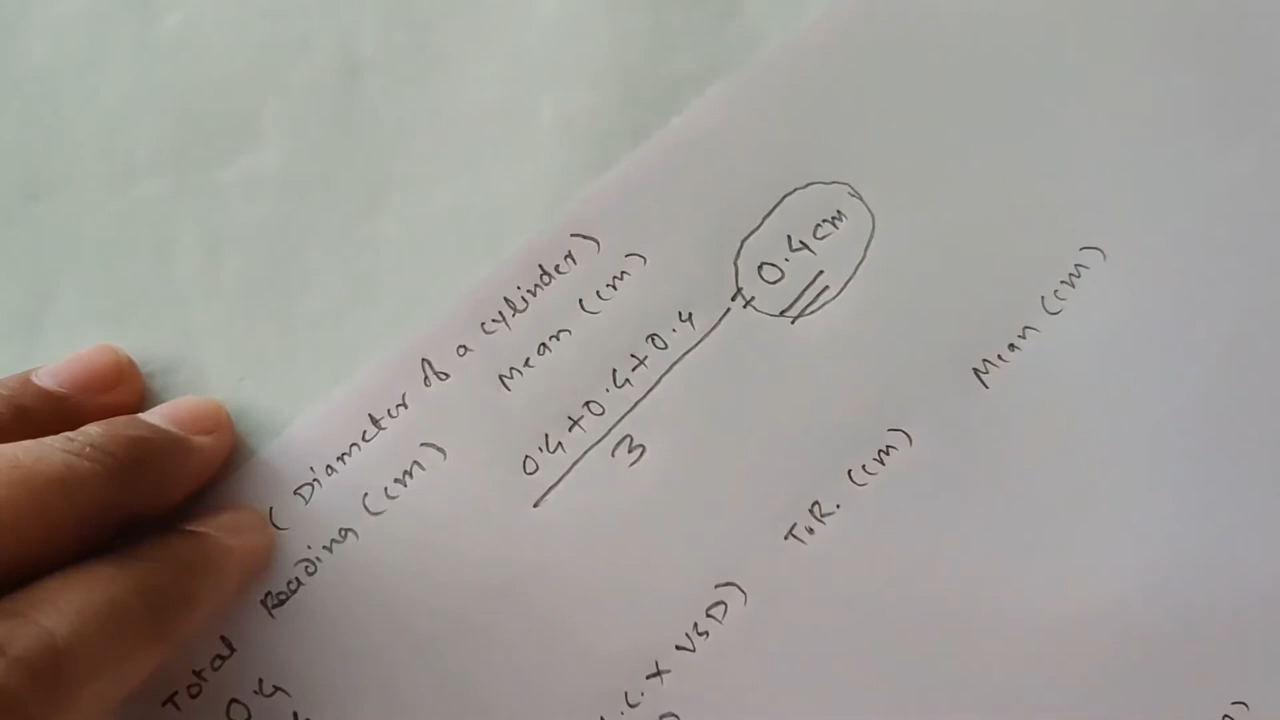 (Diameter of a cylinder)
Total Reading (cm) Mean (cm)
0.4
0.4+0.4+0.4 = 0.4 cm
3
.C. x VSD) T.R. (cm) Mean (cm)